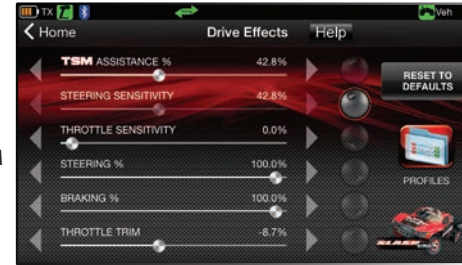 TX Veh
Home Drive Effects Help
TSM ASSISTANCE % 42.8%
STEERING SENSITIVITY 42.8%
THROTTLE SENSITIVITY 0.0%
STEERING % 100.0%
BRAKING % 100.0%
THROTTLE TRIM -8.7%
RESET TO
DEFAULTS
PROFILES
SLASH